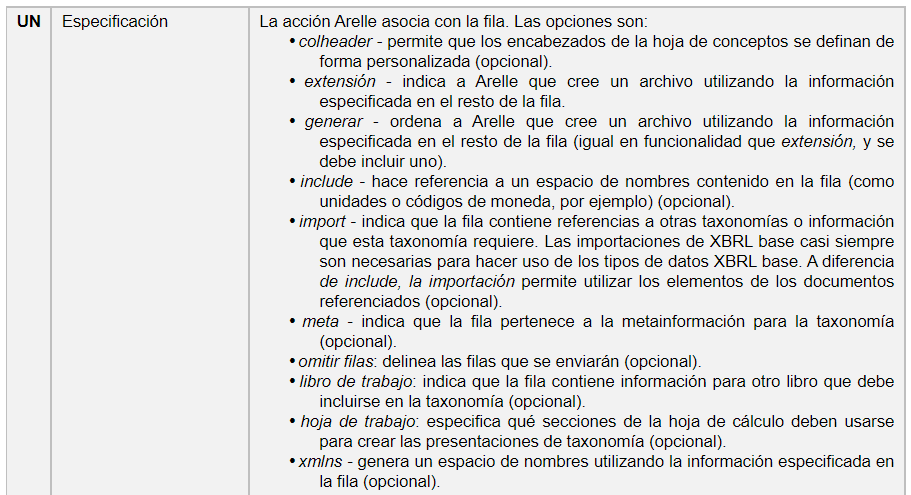 UN Especificación La acción Arelle asocia con la fila. Las opciones son:
• colheader - permite que los encabezados de la hoja de conceptos se definan de
forma personalizada (opcional).
• extensión - indica a Arelle que cree un archivo utilizando la información
especificada en el resto de la fila.
• generar - ordena a Arelle que cree un archivo utilizando la información
especificada en el resto de la fila (igual en funcionalidad que extensión, y se
debe incluir uno).
• include - hace referencia a un espacio de nombres contenido en la fila (como
unidades o códigos de moneda, por ejemplo) (opcional).
• import - indica que la fila contiene referencias a otras taxonomías o información
que esta taxonomía requiere. Las importaciones de XBRL base casi siempre
son necesarias para hacer uso de los tipos de datos XBRL base. A diferencia
de include, la importación permite utilizar los elementos de los documentos
referenciados (opcional).
• meta - indica que la fila pertenece a la metainformación para la taxonomía
(opcional).
• omitir filas: delinea las filas que se enviarán (opcional).
• libro de trabajo: indica que la fila contiene información para otro libro que debe
incluirse en la taxonomía (opcional).
• hoja de trabajo: especifica qué secciones de la hoja de cálculo deben usarse
para crear las presentaciones de taxonomía (opcional).
• xmlns - genera un espacio de nombres utilizando la información especificada en
la fila (opcional).